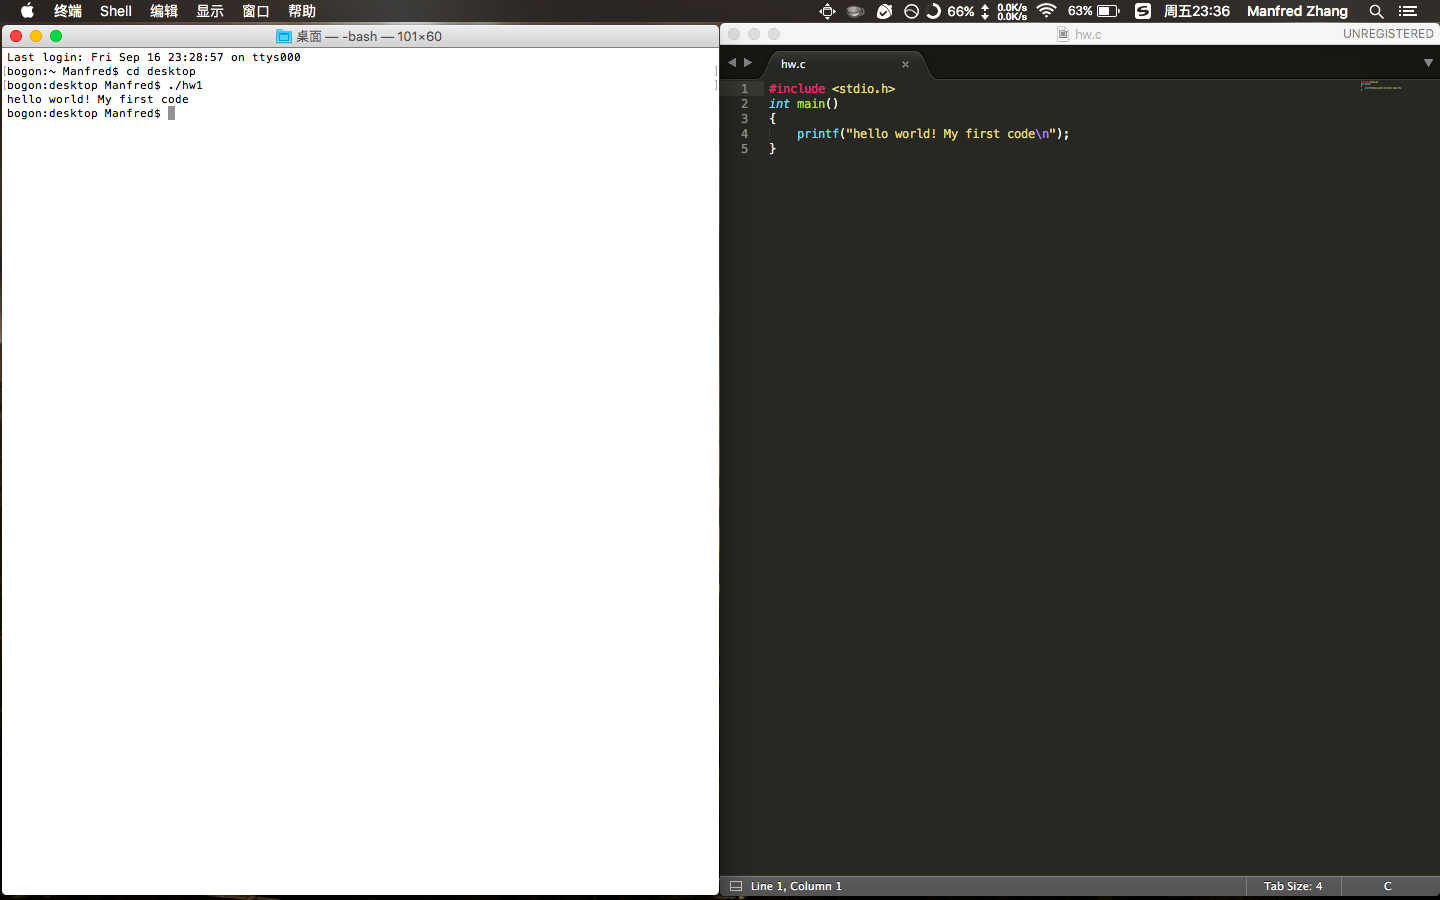 终端 Shell 编辑 显示 窗口 帮助 66% 0.0K/s 0.0K/s 63% 周五23:36 Manfred Zhang
桌面 — -bash — 101×60
Last login: Fri Sep 16 23:28:57 on ttys000
[bogon:~ Manfred$ cd desktop ]
[bogon:desktop Manfred$ ./hw1 ]
hello world! My first code
bogon:desktop Manfred$
hw.c UNREGISTERED
hw.c ×
1 #include <stdio.h>
2 int main()
3 {
4 printf("hello world! My first code\n");
5 }
Line 1, Column 1 Tab Size: 4 C